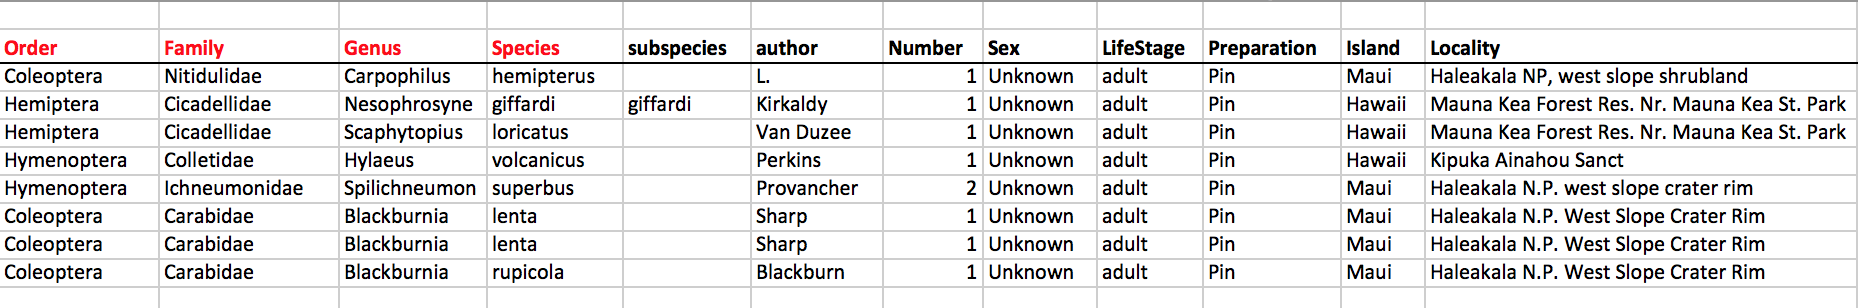 Order Family Genus Species subspecies author Number Sex LifeStage Preparation Island Locality
Coleoptera Nitidulidae Carpophilus hemipterus L. 1 Unknown adult Pin Maui Haleakala NP, west slope shrubland
Hemiptera Cicadellidae Nesophrosyne giffardi giffardi Kirkaldy 1 Unknown adult Pin Hawaii Mauna Kea Forest Res. Nr. Mauna Kea St. Park
Hemiptera Cicadellidae Scaphytopius loricatus Van Duzee 1 Unknown adult Pin Hawaii Mauna Kea Forest Res. Nr. Mauna Kea St. Park
Hymenoptera Colletidae Hylaeus volcanicus Perkins 1 Unknown adult Pin Hawaii Kipuka Ainahou Sanct
Hymenoptera Ichneumonidae Spilichneumon superbus Provancher 2 Unknown adult Pin Maui Haleakala N.P. west slope crater rim
Coleoptera Carabidae Blackburnia lenta Sharp 1 Unknown adult Pin Maui Haleakala N.P. West Slope Crater Rim
Coleoptera Carabidae Blackburnia lenta Sharp 1 Unknown adult Pin Maui Haleakala N.P. West Slope Crater Rim
Coleoptera Carabidae Blackburnia rupicola Blackburn 1 Unknown adult Pin Maui Haleakala N.P. West Slope Crater Rim